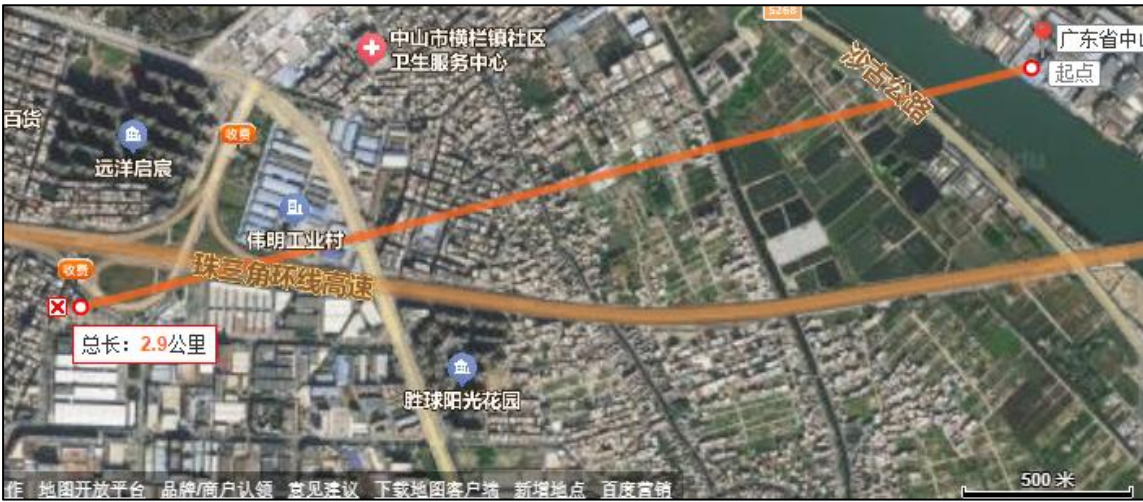 S268
中山市横栏镇社区
卫生服务中心
广东省中山
起点
沙古公路
百货
收费
远洋启宸
伟明工业村
收费
珠三角环线高速
总长：2.9公里
胜球阳光花园
500 米
作 地图开放平台 品牌/商户认领 意见建议 下载地图客户端 新增地点 百度营销